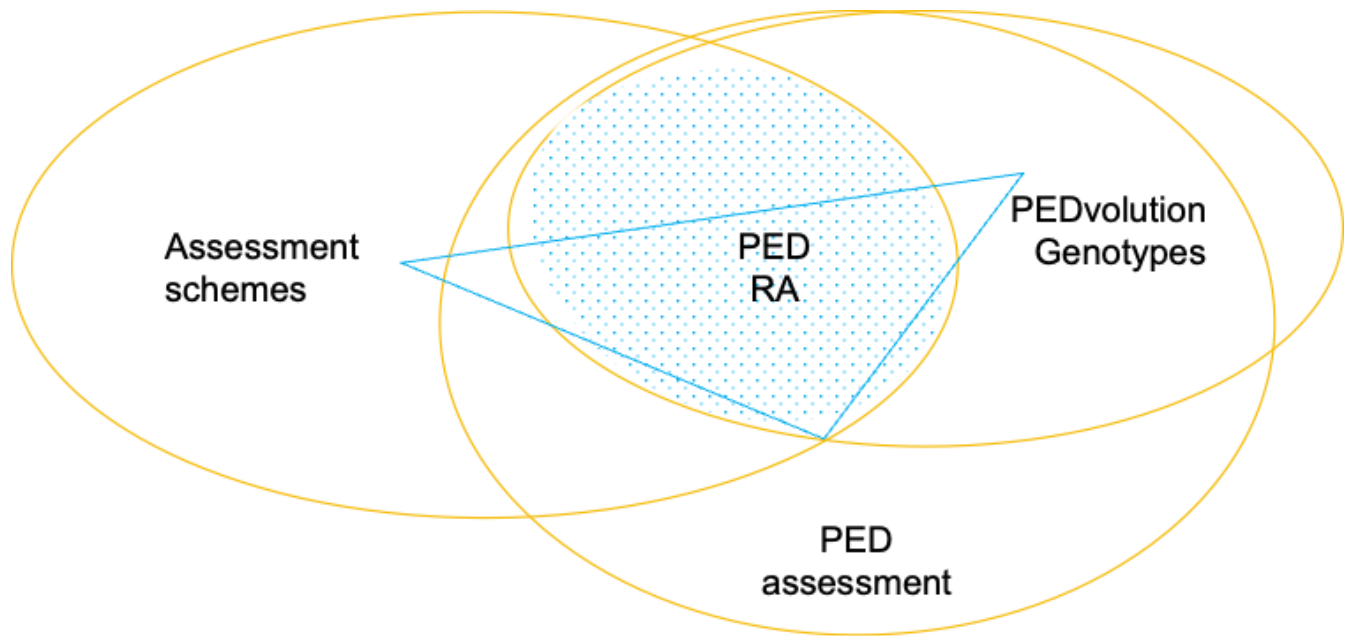 Assessment
schemes
PED
RA
PEDvolution
Genotypes
PED
assessment